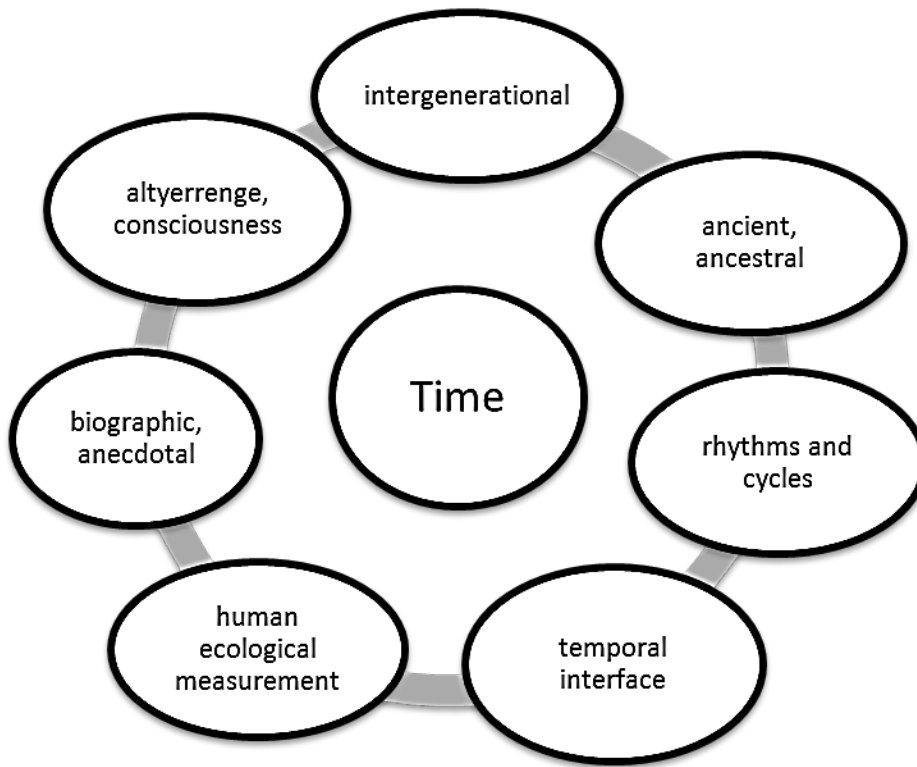 intergenerational
ancient,
ancestral
rhythms and
cycles
temporal
interface
human
ecological
measurement
biographic,
anecdotal
altyerrenge,
consciousness
Time